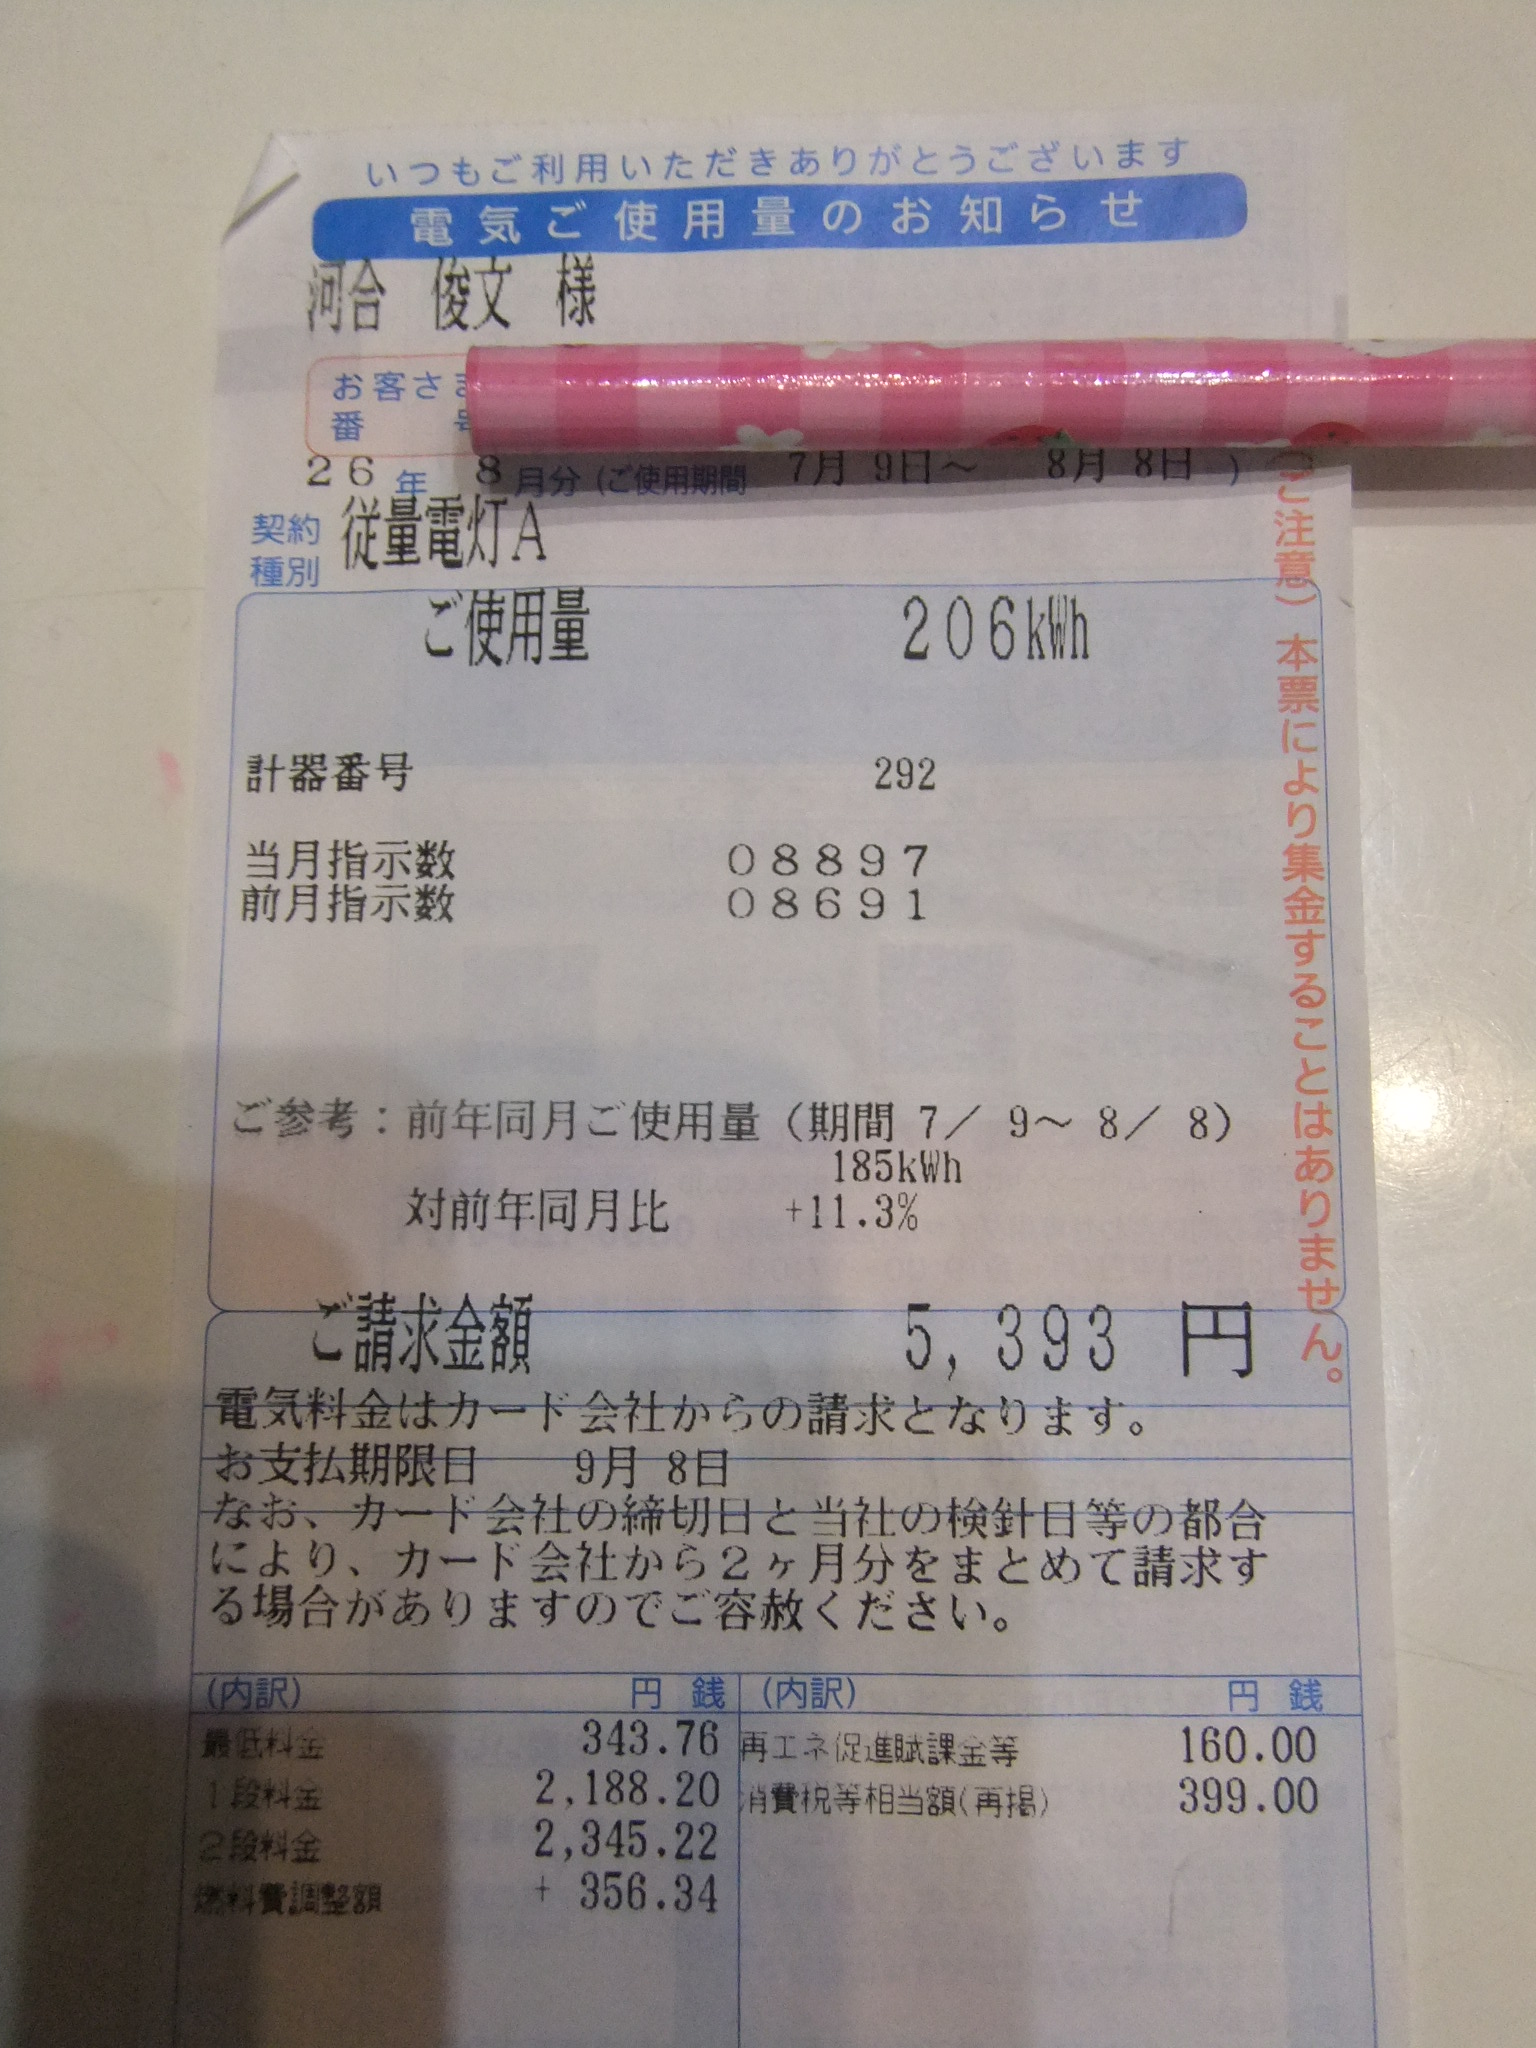 いつもご利用いただきありがとうございます
電気ご使用量のお知らせ
河合 俊文 様
お客さま
番 号
26年 8月分(ご使用期間 7月 9日〜 8月 8日 )
契約種別 従量電灯A
ご使用量 206kWh
計器番号 292
当月指示数 08897
前月指示数 08691
ご参考:前年同月ご使用量(期間 7/ 9〜 8/ 8)
185kWh
対前年同月比 +11.3%
ご請求金額 5,393 円
電気料金はカード会社からの請求となります。
お支払期限日 9月 8日
なお、カード会社の締切日と当社の検針日等の都合
により、カード会社から2ヶ月分をまとめて請求す
る場合がありますのでご容赦ください。
(内訳) 円 銭
最低料金 343.76
1段料金 2,188.20
2段料金 2,345.22
燃料費調整額 + 356.34
(内訳) 円 銭
再エネ促進賦課金等 160.00
消費税等相当額(再掲) 399.00
(ご注意)本票により集金することはありません。